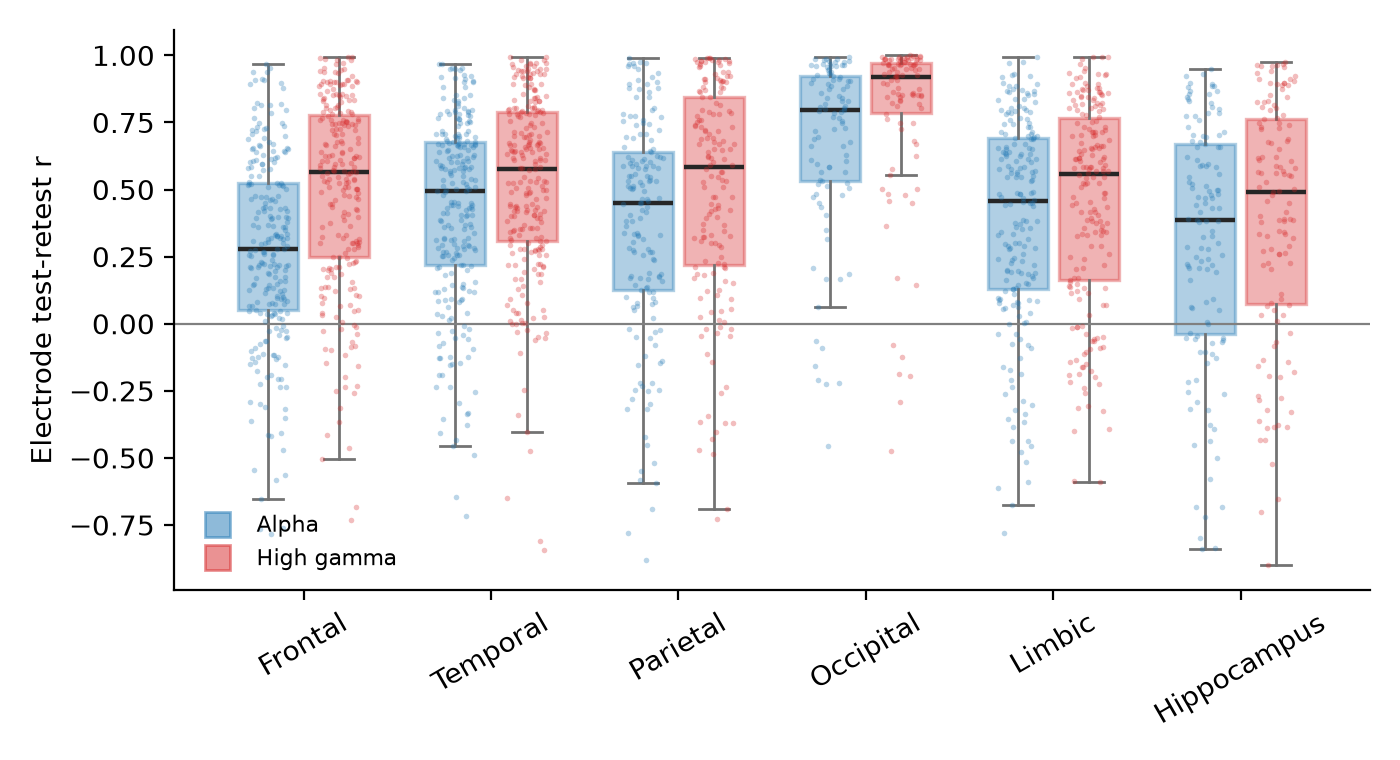 Electrode test-retest r
1.00
0.75
0.50
0.25
0.00
−0.25
−0.50
−0.75
Alpha
High gamma
Frontal
Temporal
Parietal
Occipital
Limbic
Hippocampus